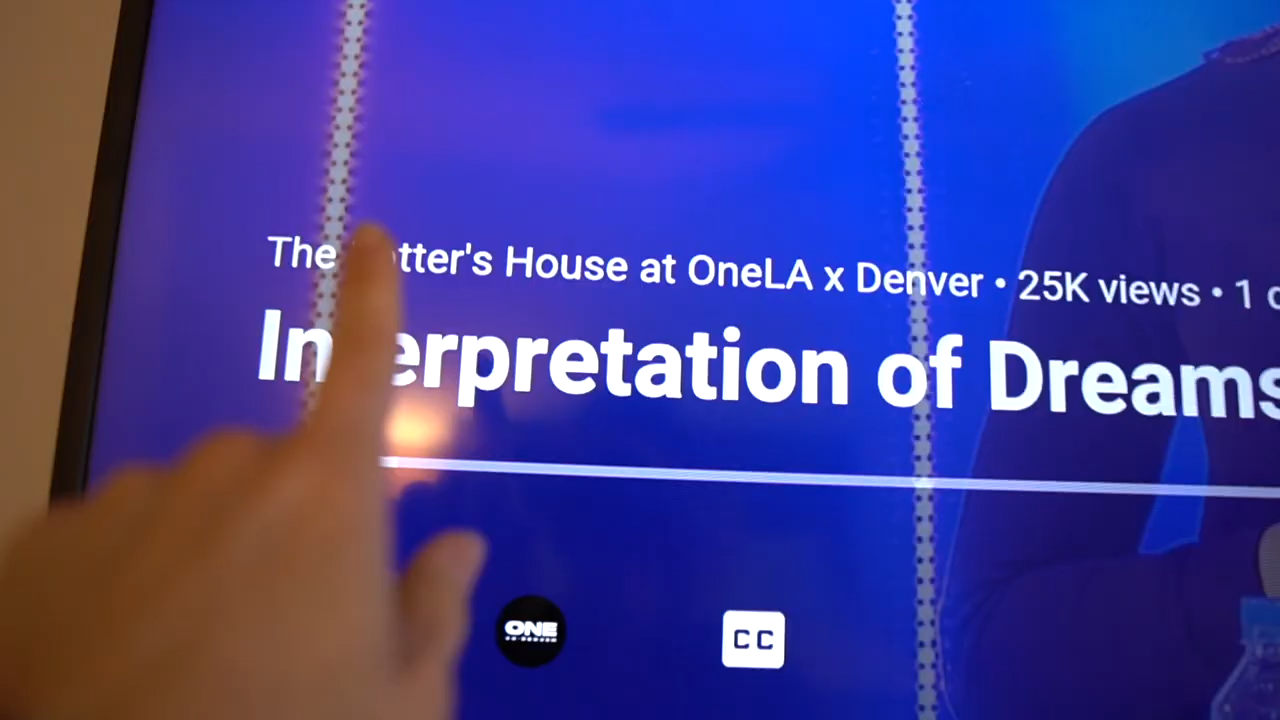 The tter's House at OneLA x Denver • 25K views • 1
In erpretation of Dreams
ONE
CC